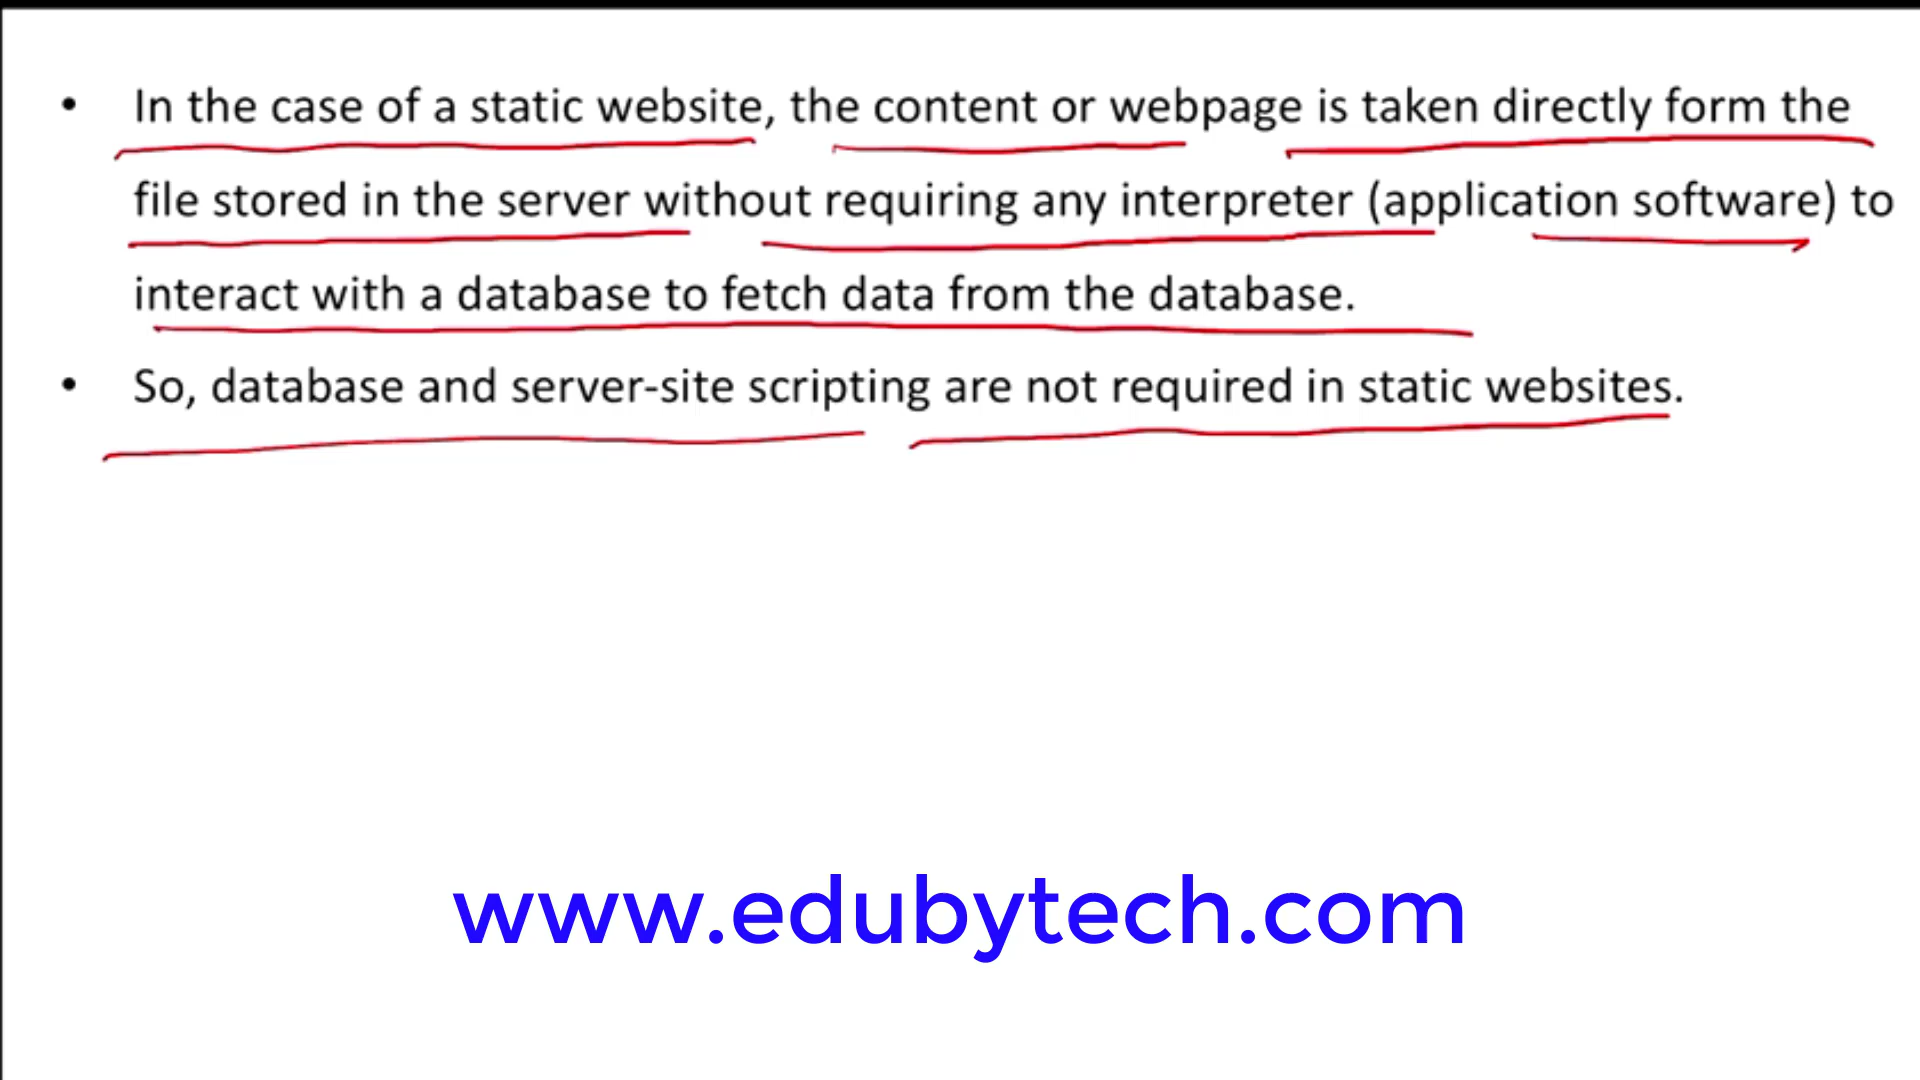 • In the case of a static website, the content or webpage is taken directly form the
file stored in the server without requiring any interpreter (application software) to
interact with a database to fetch data from the database.
• So, database and server-site scripting are not required in static websites.
www.edubytech.com